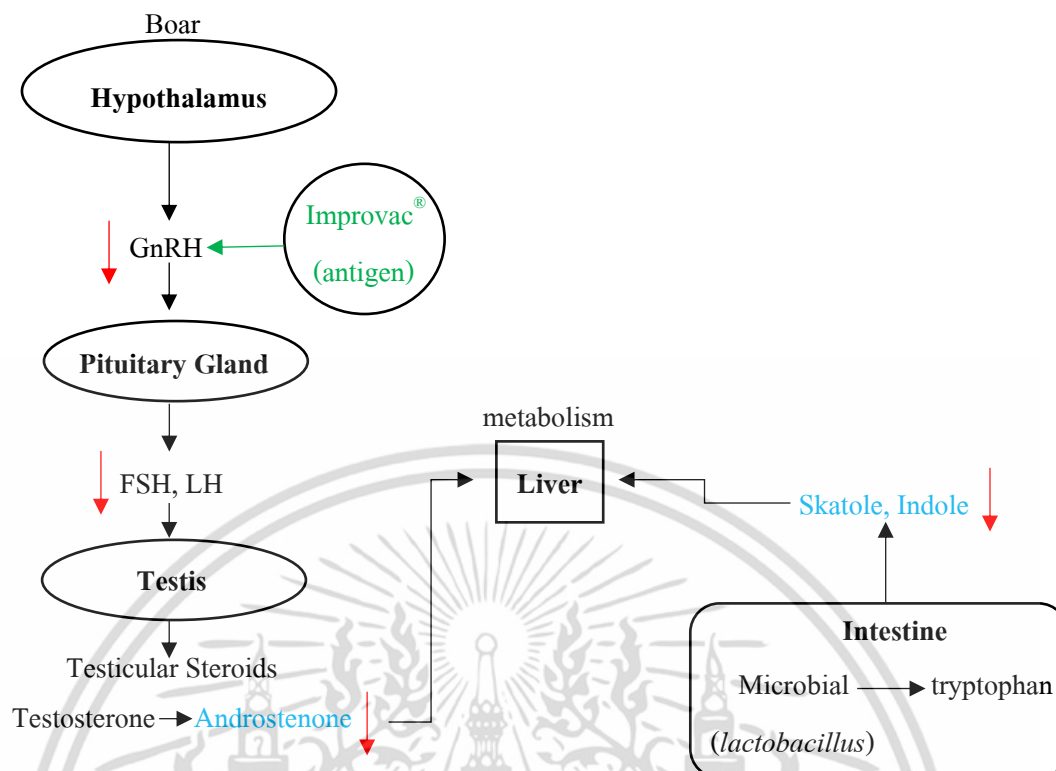 Boar
Hypothalamus
Improvac®
(antigen)
GnRH
Pituitary Gland
FSH, LH
metabolism
Liver
Skatole, Indole
Testis
Testicular Steroids
Testosterone
Androstenone
Intestine
Microbial
tryptophan
(lactobacillus)